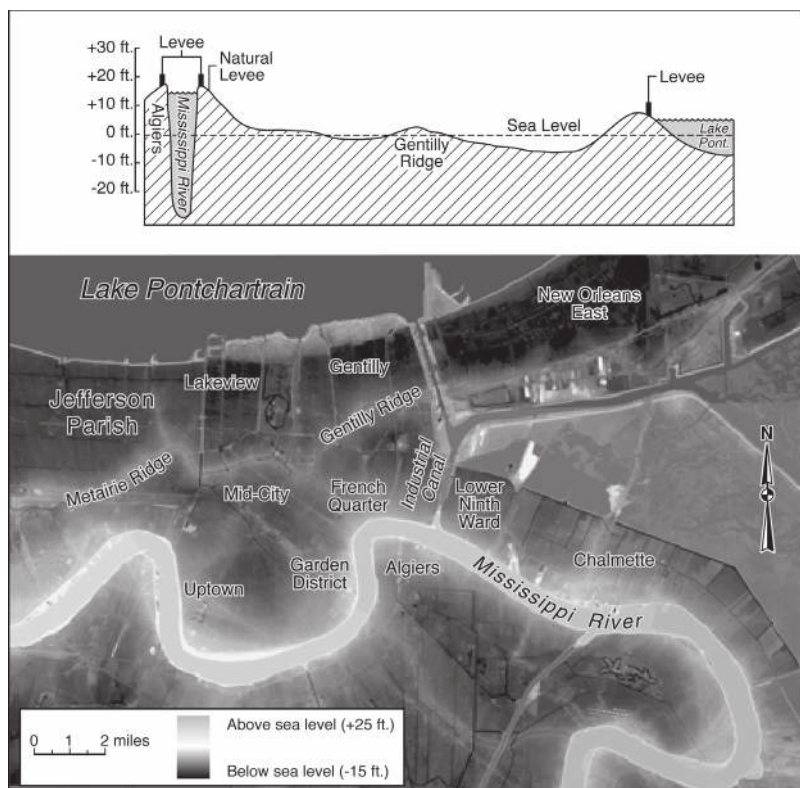 +30 ft.
+20 ft.
+10 ft.
0 ft.
-10 ft.
-20 ft.
Levee
Natural
Levee
Algiers
Mississippi River
Gentilly
Ridge
Sea Level
Levee
Lake
Pont.
Lake Pontchartrain
New Orleans
East
Lakeview
Gentilly
Jefferson
Parish
Gentilly Ridge
Metairie Ridge
Mid-City
French
Quarter
Industrial
Canal
Lower
Ninth
Ward
N
Uptown
Garden
District
Algiers
Chalmette
Mississippi River
0 1 2 miles
Above sea level (+25 ft.)
Below sea level (-15 ft.)